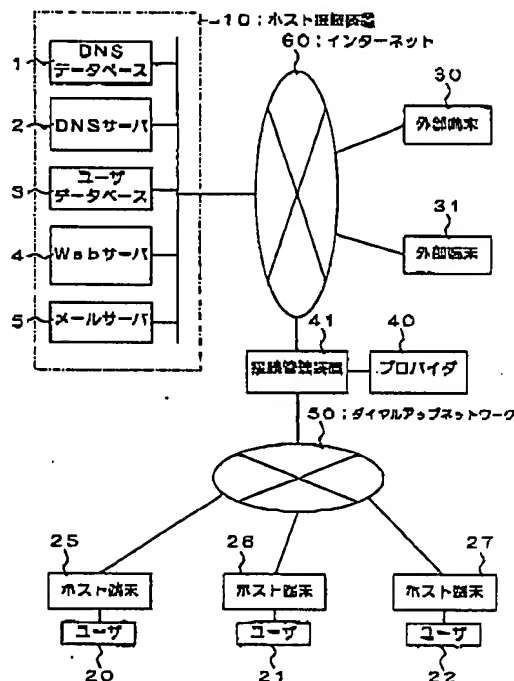 10:ホスト接続装置
1
DNS
データベース
2
DNSサーバ
3
ユーザ
データベース
4
Webサーバ
5
メールサーバ
60:インターネット
30
外部端末
31
外部端末
41
接続管理装置
40
プロバイダ
50:ダイヤルアップネットワーク
25
ホスト端末
ユーザ
20
26
ホスト端末
ユーザ
21
27
ホスト端末
ユーザ
22